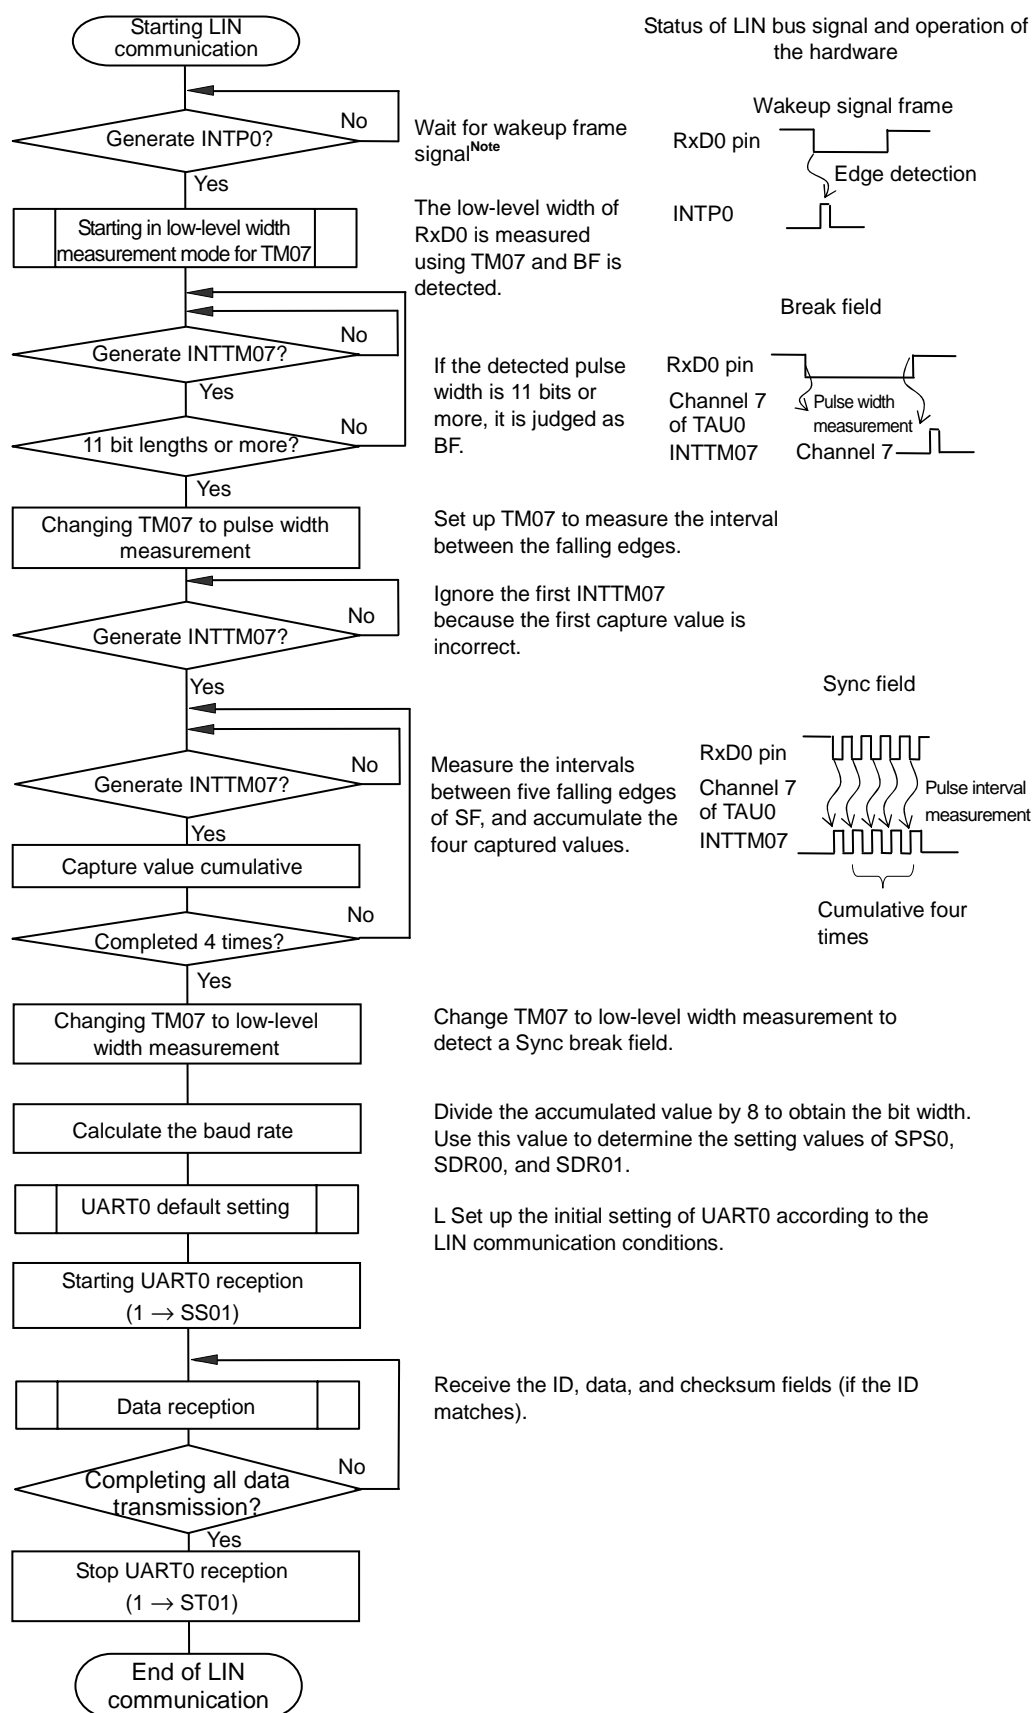 Starting LIN
communication
Status of LIN bus signal and operation of
the hardware
Generate INTP0?
No
Yes
Wait for wakeup frame
signalNote
Wakeup signal frame
RxD0 pin
Edge detection
INTP0
Starting in low-level width
measurement mode for TM07
The low-level width of
RxD0 is measured
using TM07 and BF is
detected.
Generate INTTM07?
No
Yes
11 bit lengths or more?
No
Yes
If the detected pulse
width is 11 bits or
more, it is judged as
BF.
Break field
RxD0 pin
Channel 7
of TAU0
INTTM07
Pulse width
measurement
Channel 7
Changing TM07 to pulse width
measurement
Set up TM07 to measure the interval
between the falling edges.
Generate INTTM07?
No
Yes
Ignore the first INTTM07
because the first capture value is
incorrect.
Sync field
Generate INTTM07?
No
Yes
Capture value cumulative
Completed 4 times?
No
Yes
Measure the intervals
between five falling edges
of SF, and accumulate the
four captured values.
RxD0 pin
Channel 7
of TAU0
INTTM07
Pulse interval
measurement
Cumulative four
times
Changing TM07 to low-level
width measurement
Change TM07 to low-level width measurement to
detect a Sync break field.
Calculate the baud rate
Divide the accumulated value by 8 to obtain the bit width.
Use this value to determine the setting values of SPS0,
SDR00, and SDR01.
UART0 default setting
L Set up the initial setting of UART0 according to the
LIN communication conditions.
Starting UART0 reception
(1 → SS01)
Data reception
Receive the ID, data, and checksum fields (if the ID
matches).
Completing all data
transmission?
No
Yes
Stop UART0 reception
(1 → ST01)
End of LIN
communication